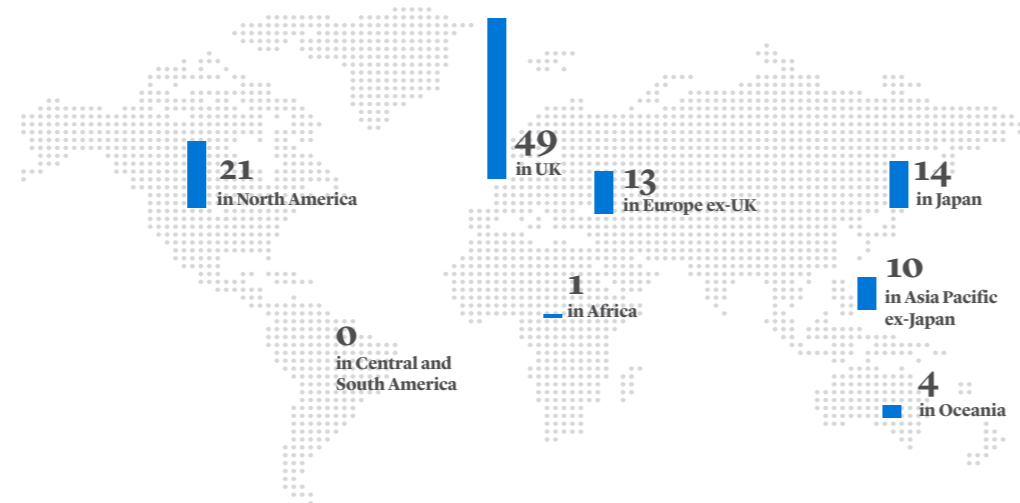 49
in UK
21
in North America
13
in Europe ex-UK
14
in Japan
10
in Asia Pacific
ex-Japan
1
in Africa
0
in Central and
South America
4
in Oceania